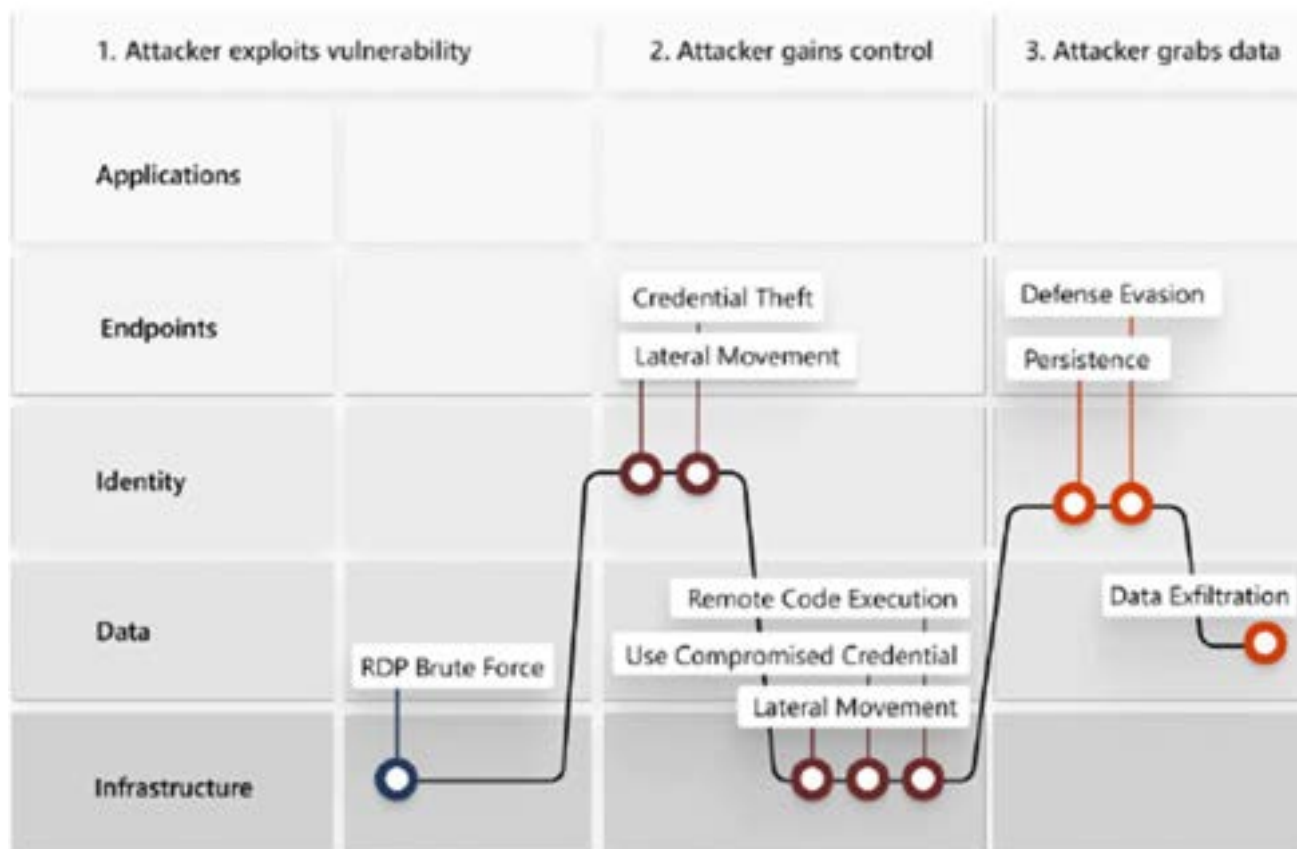 1. Attacker exploits vulnerability
2. Attacker gains control
3. Attacker grabs data
Applications
Endpoints
Credential Theft
Lateral Movement
Defense Evasion
Persistence
Identity
Data
RDP Brute Force
Remote Code Execution
Use Compromised Credential
Lateral Movement
Data Exfiltration
Infrastructure